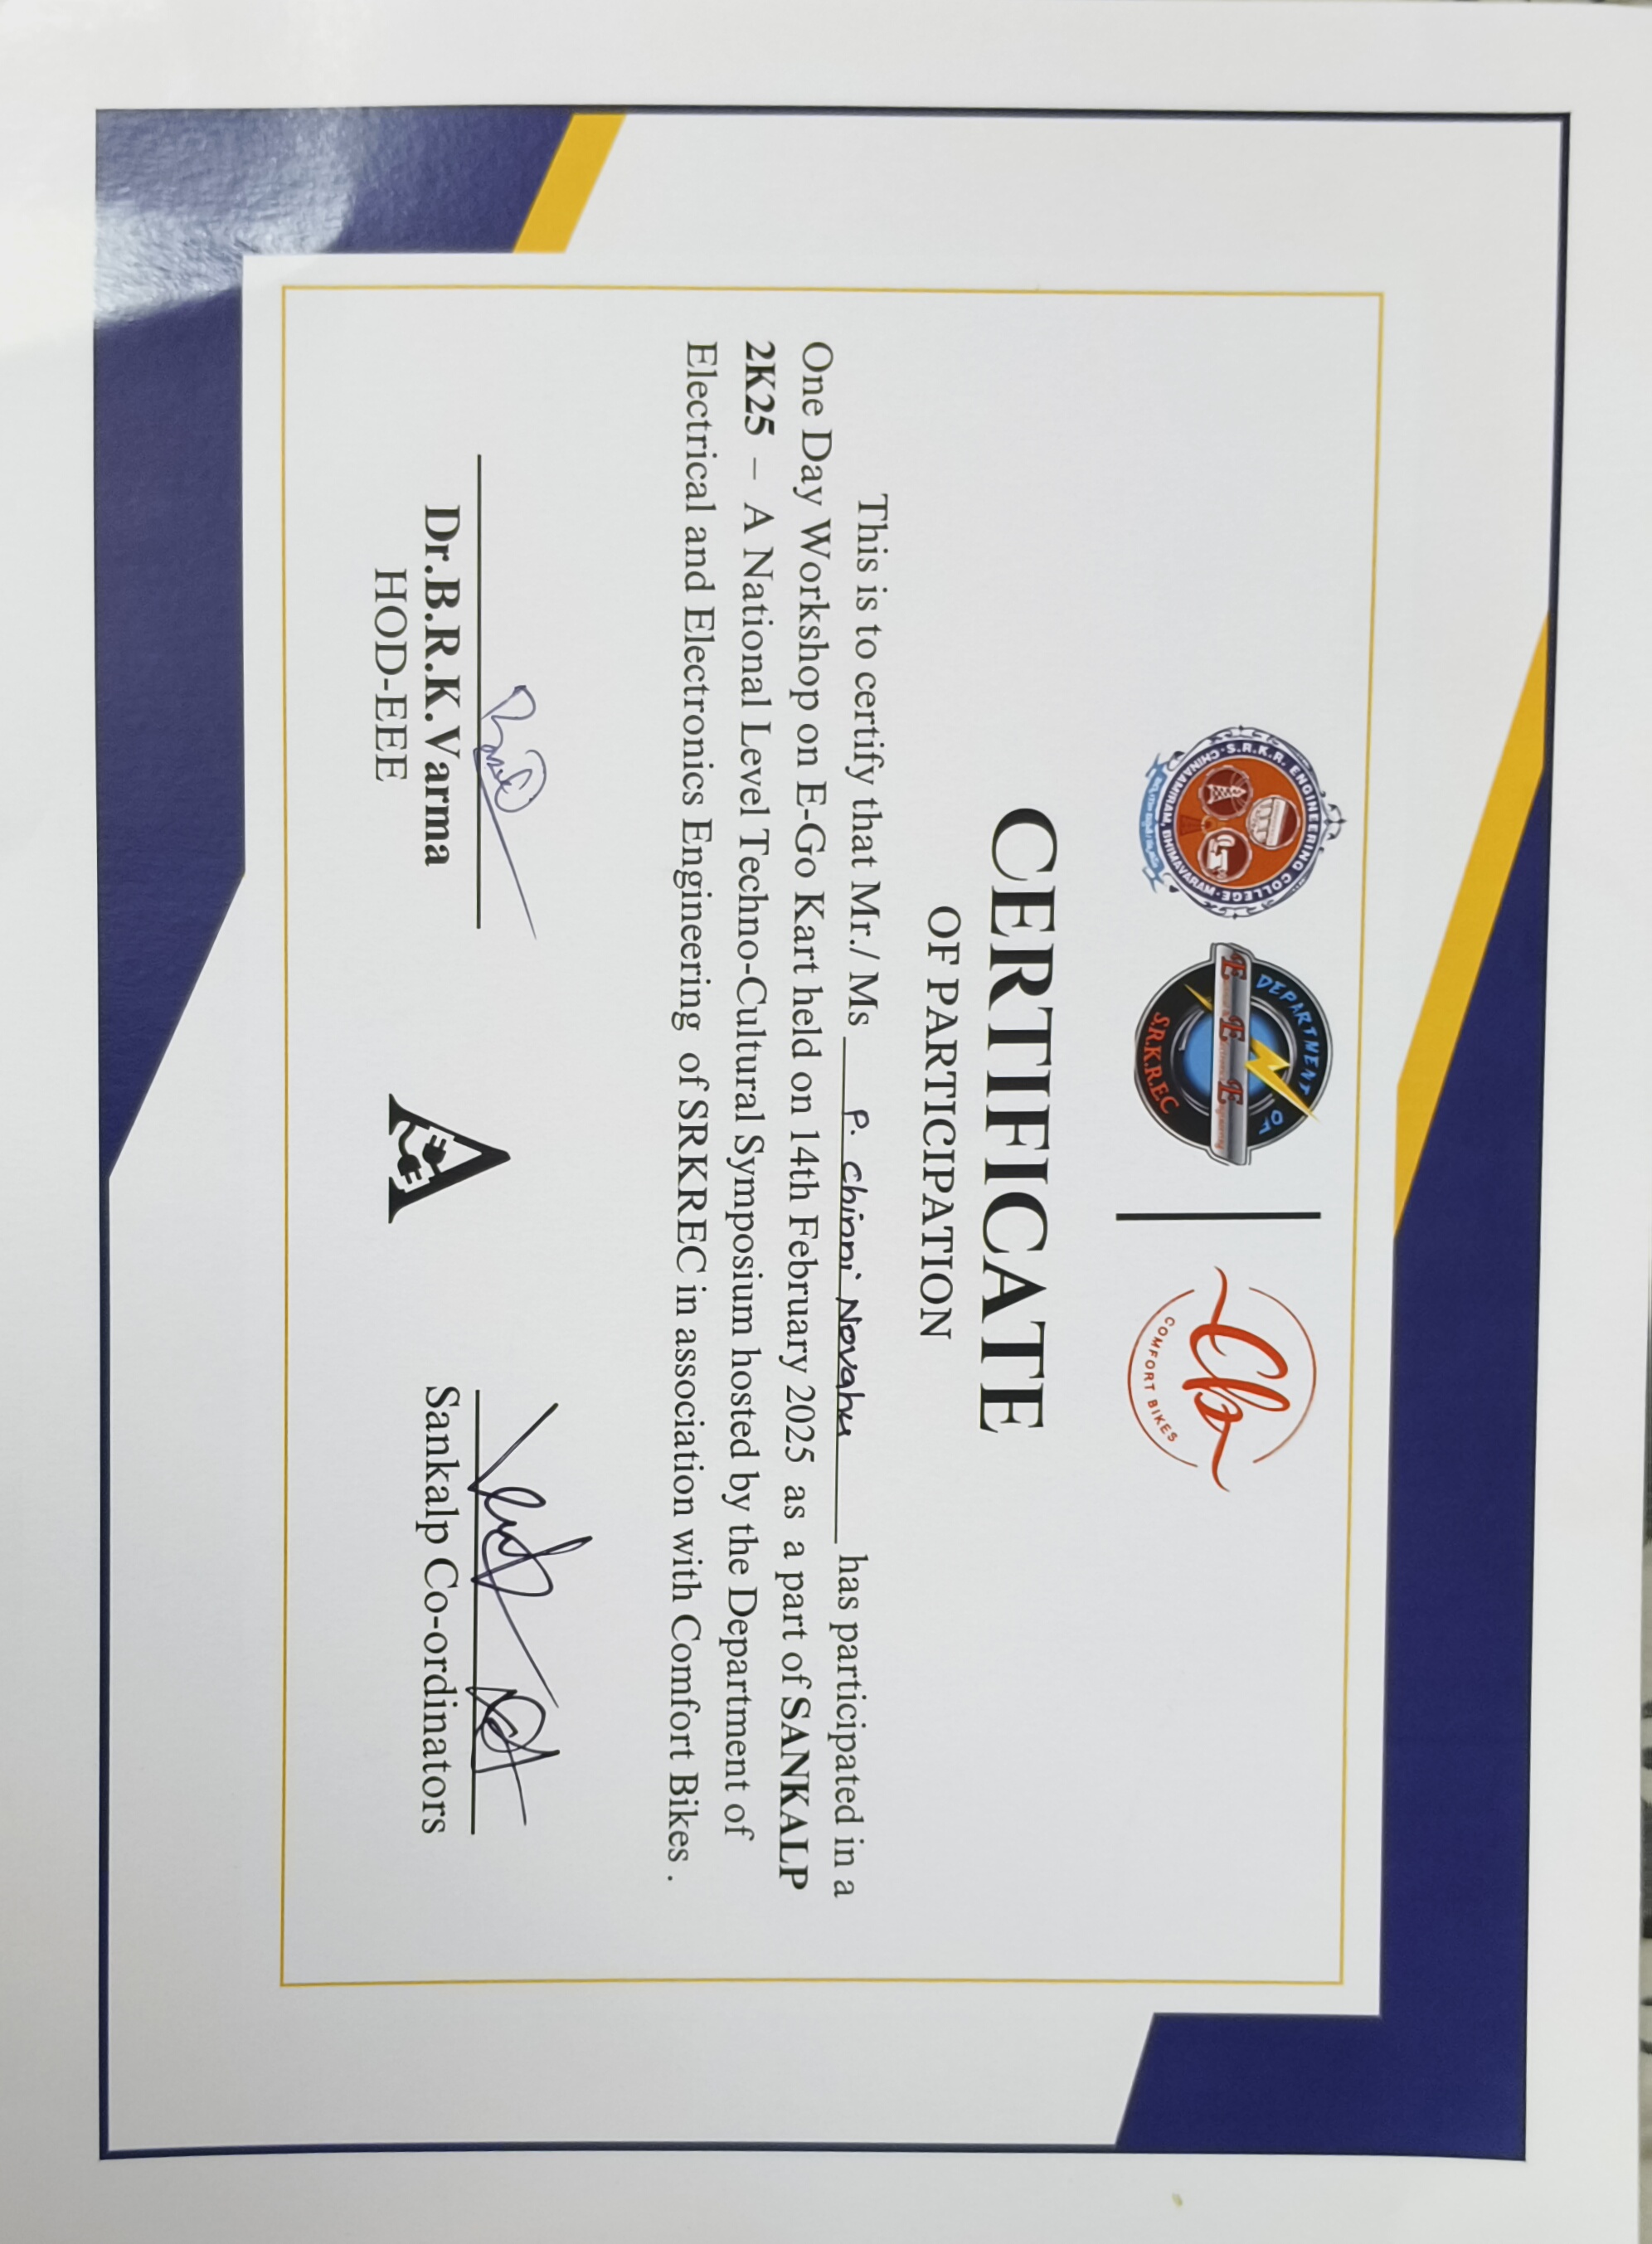 S.R.K.R. ENGINEERING COLLEGE
CHINAAMIRAM, BHIMAVARAM
DEPARTMENT OF
EEE
S.R.K.R.EC
Cb
COMFORT BIKES
CERTIFICATE
OF PARTICIPATION
This is to certify that Mr./ Ms P. Chinni Novahu has participated in a
One Day Workshop on E-Go Kart held on 14th February 2025 as a part of SANKALP
2K25 – A National Level Techno-Cultural Symposium hosted by the Department of
Electrical and Electronics Engineering of SRKREC in association with Comfort Bikes .
Dr.B.R.K.Varma
HOD-EEE
Sankalp Co-ordinators